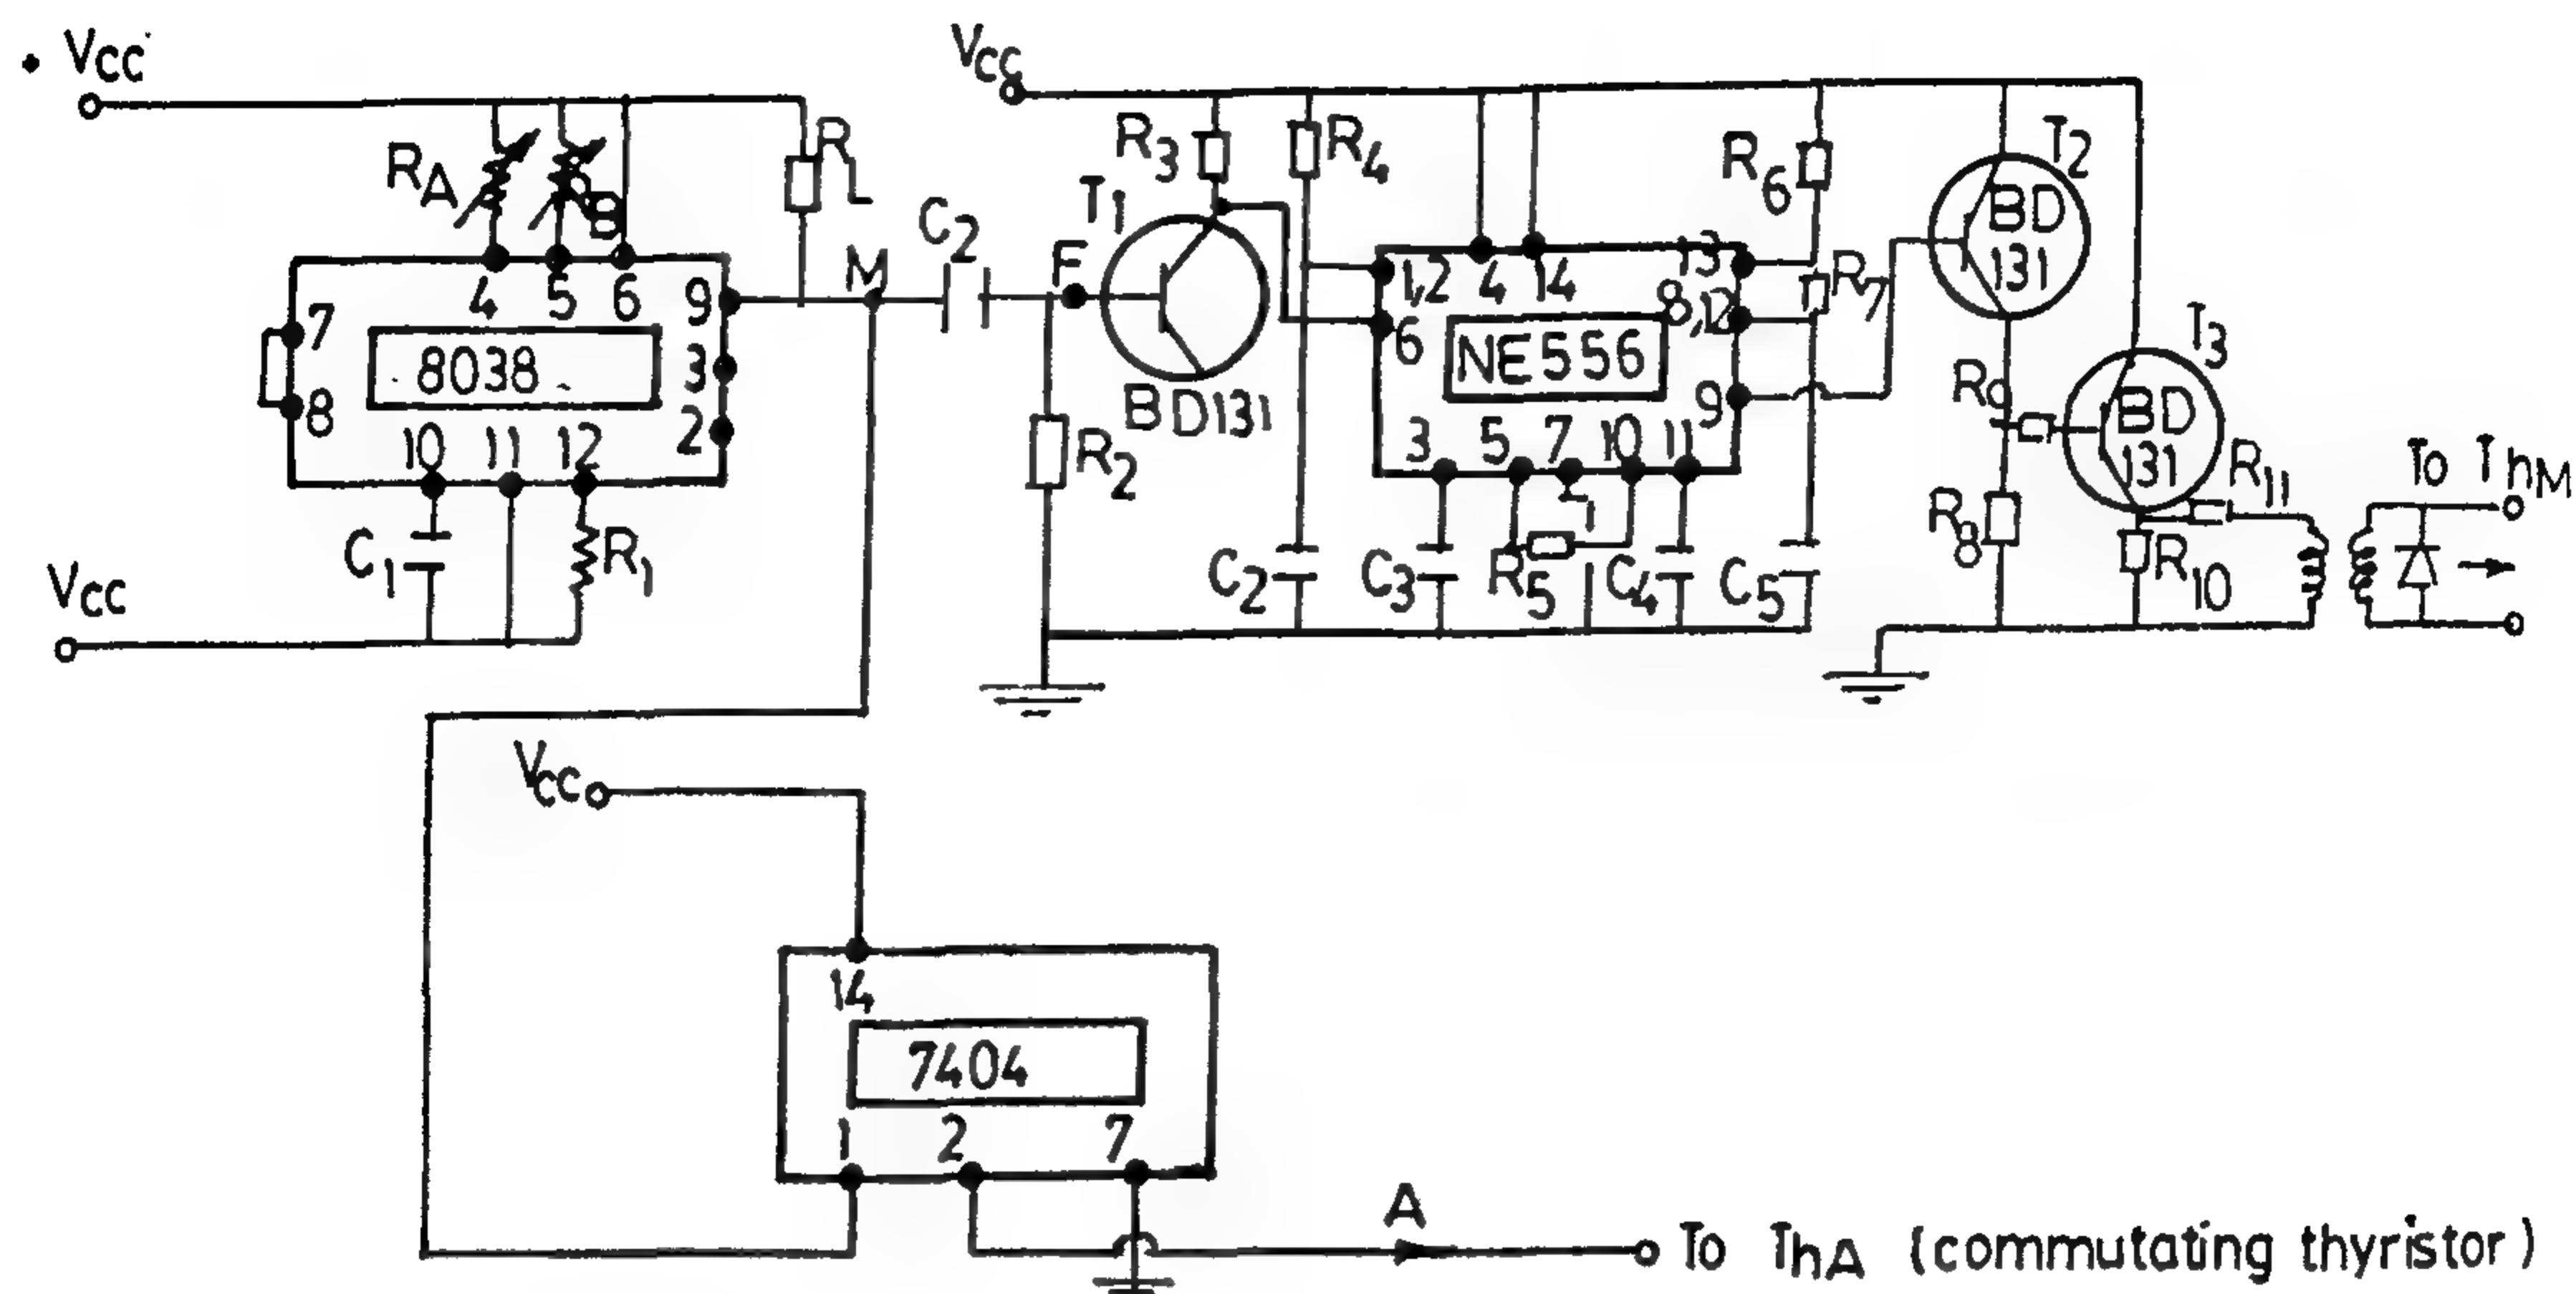 Vcc
RA
RB
RL
4 5 6
7
8
8038
9
3
2
10 11 12
C1
R1
Vcc
M
C2
F
R2
Vcc
R3
R4
T1
BD131
1,2 4 14 13
6
8,12
NE556
9
3 5 7 10 11
R6
R7
C2
C3
R5
C4
C5
T2
BD
131
T3
BD
131
R9
R8
R10
R11
To ThM
Vcc
14
7404
1 2 7
A
To ThA (commutating thyristor)